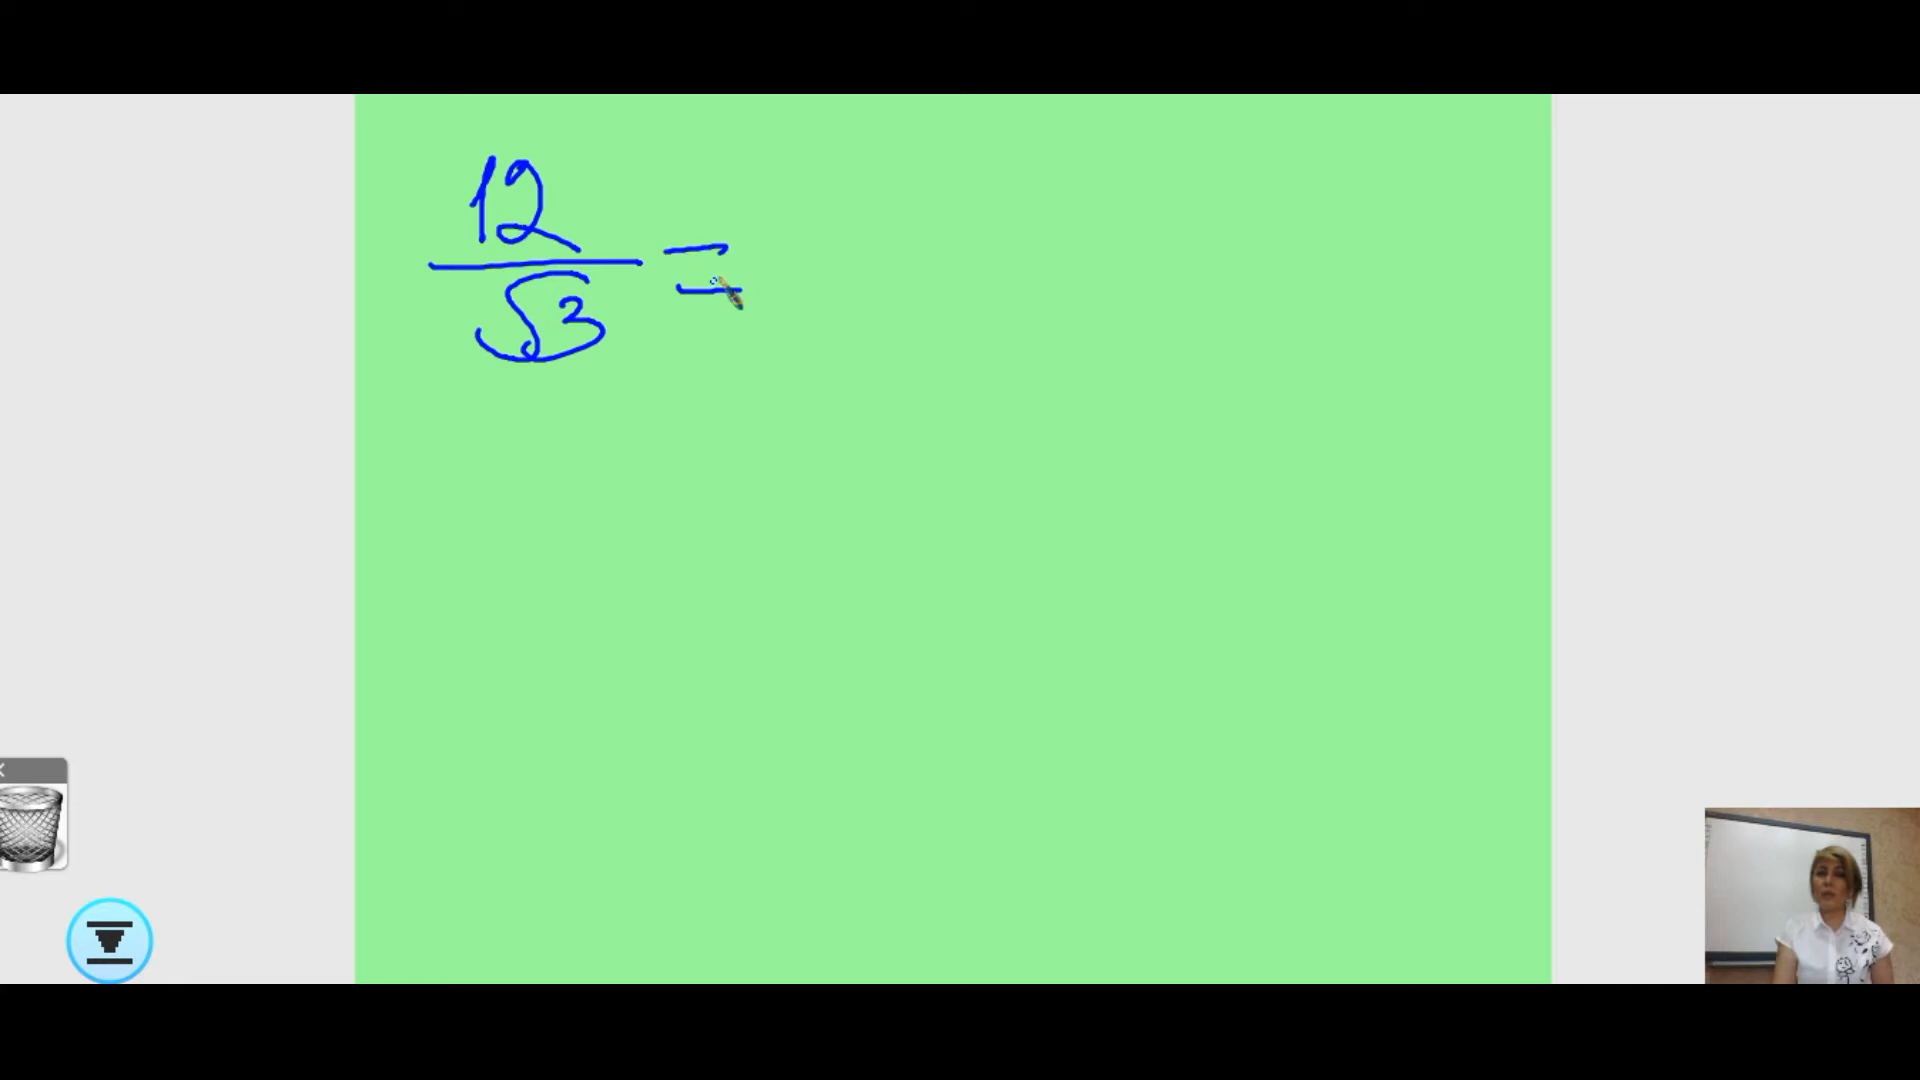 12
√3 =